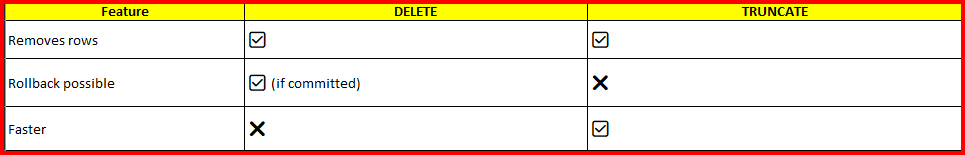 Feature DELETE TRUNCATE
Removes rows ☑ ☑
Rollback possible ☑ (if committed) ❌
Faster ❌ ☑